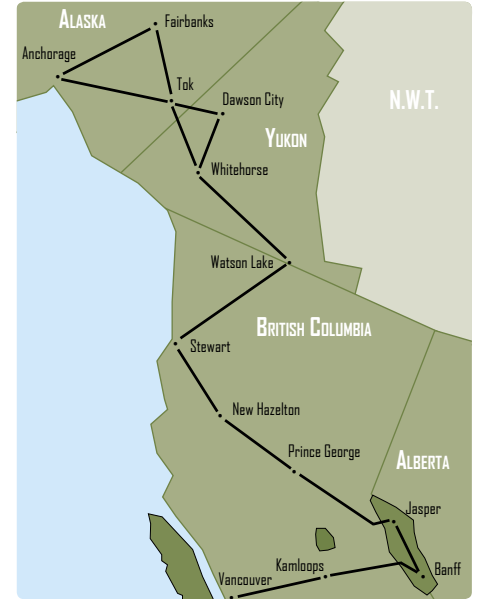 ALASKA
Fairbanks
Anchorage
Tok
Dawson City
N.W.T.
YUKON
Whitehorse
Watson Lake
BRITISH COLUMBIA
Stewart
New Hazelton
Prince George
ALBERTA
Jasper
Kamloops
Banff
Vancouver